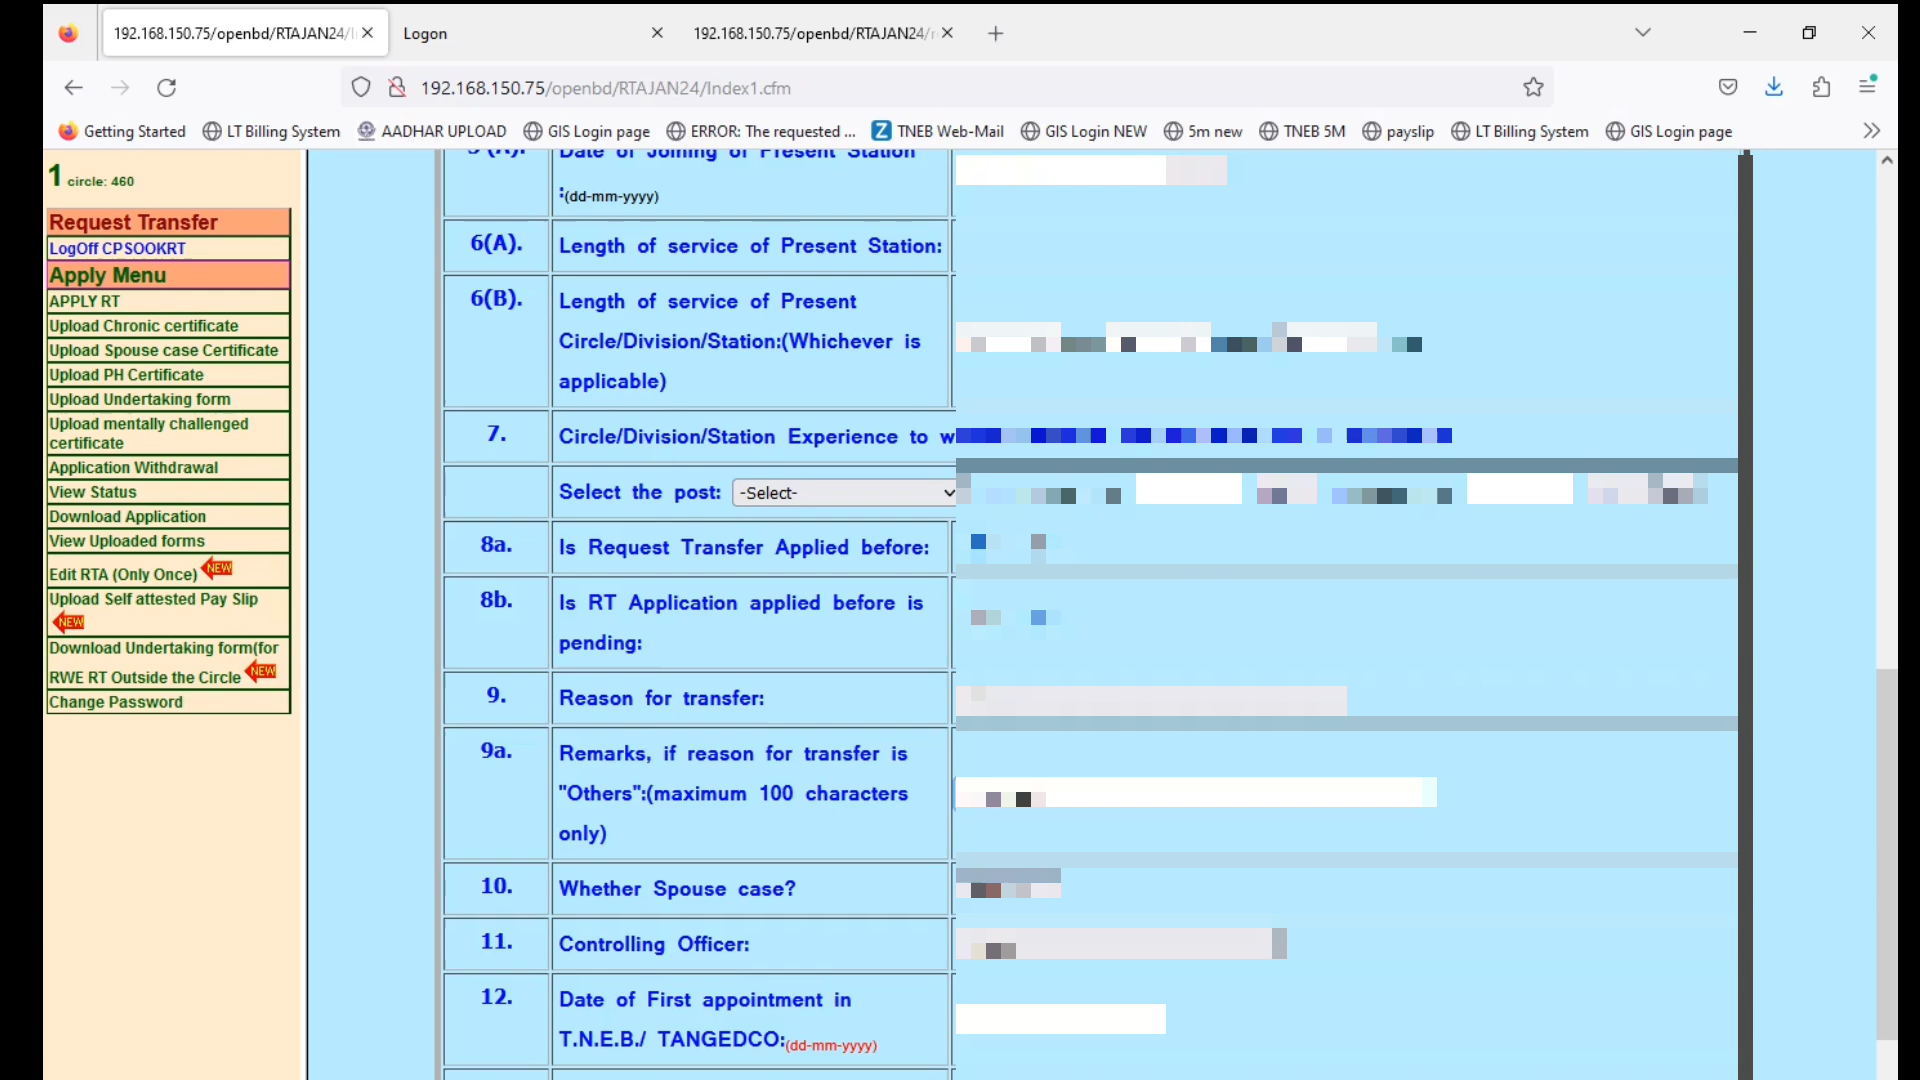 192.168.150.75/openbd/RTAJAN24/I
Logon
192.168.150.75/openbd/RTAJAN24/r
192.168.150.75/openbd/RTAJAN24/Index1.cfm
Getting Started
LT Billing System
AADHAR UPLOAD
GIS Login page
ERROR: The requested ...
TNEB Web-Mail
GIS Login NEW
5m new
TNEB 5M
payslip
LT Billing System
GIS Login page
1 circle: 460
Request Transfer
LogOff CPSOOKRT
Apply Menu
APPLY RT
Upload Chronic certificate
Upload Spouse case Certificate
Upload PH Certificate
Upload Undertaking form
Upload mentally challenged
certificate
Application Withdrawal
View Status
Download Application
View Uploaded forms
Edit RTA (Only Once) NEW
Upload Self attested Pay Slip
NEW
Download Undertaking form(for
RWE RT Outside the Circle NEW
Change Password
5 (A). Date of Joining of Present Station
:(dd-mm-yyyy)
6(A). Length of service of Present Station:
6(B). Length of service of Present
Circle/Division/Station:(Whichever is
applicable)
7. Circle/Division/Station Experience to w
Select the post: -Select-
8a. Is Request Transfer Applied before:
8b. Is RT Application applied before is
pending:
9. Reason for transfer:
9a. Remarks, if reason for transfer is
"Others":(maximum 100 characters
only)
10. Whether Spouse case?
11. Controlling Officer:
12. Date of First appointment in
T.N.E.B./ TANGEDCO:(dd-mm-yyyy)